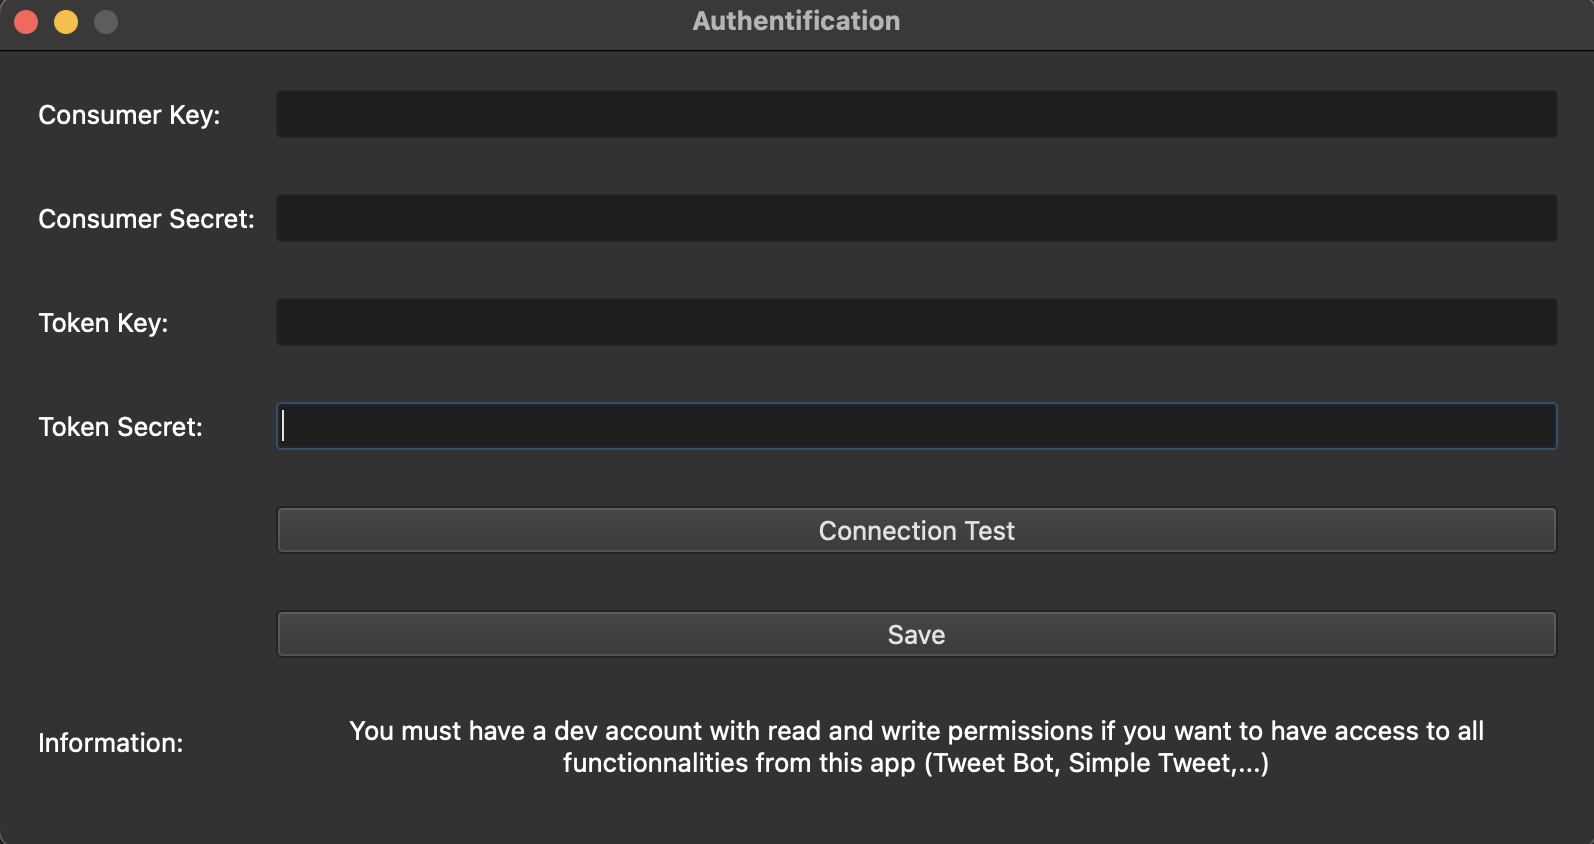 Authentification
Consumer Key:
Consumer Secret:
Token Key:
Token Secret:
Connection Test
Save
Information:
You must have a dev account with read and write permissions if you want to have access to all
functionnalities from this app (Tweet Bot, Simple Tweet,...)